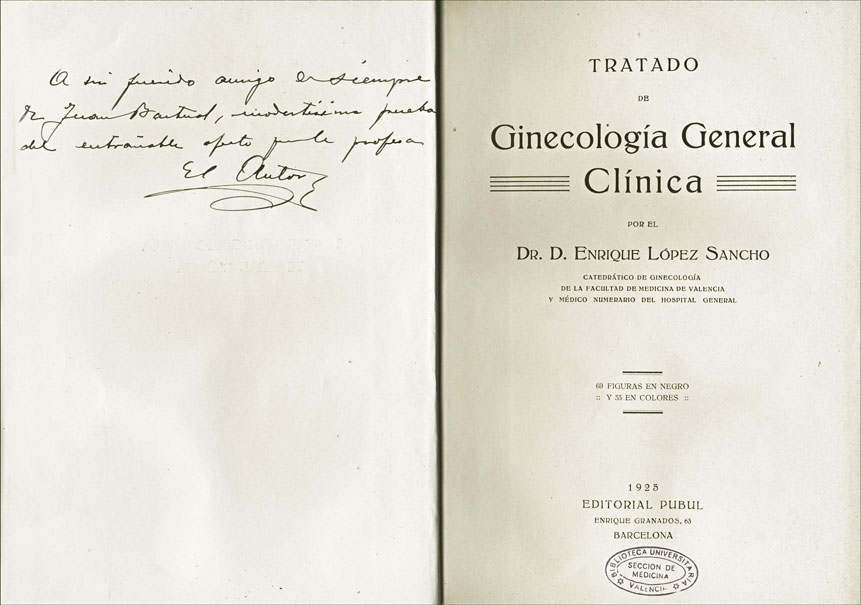 A mi querido amigo de siempre
Dr Juan Bartual, modestísima prueba
del entrañable afecto que le profesa
El Autor
TRATADO
DE
Ginecología General
Clínica
POR EL
DR. D. ENRIQUE LÓPEZ SANCHO
CATEDRÁTICO DE GINECOLOGÍA
DE LA FACULTAD DE MEDICINA DE VALENCIA
Y MÉDICO NUMERARIO DEL HOSPITAL GENERAL
60 FIGURAS EN NEGRO
:: Y 53 EN COLORES ::
1925
EDITORIAL PUBUL
ENRIQUE GRANADOS, 65
BARCELONA
BIBLIOTECA UNIVERSITARIA
SECCION DE
MEDICINA
VALENCIA